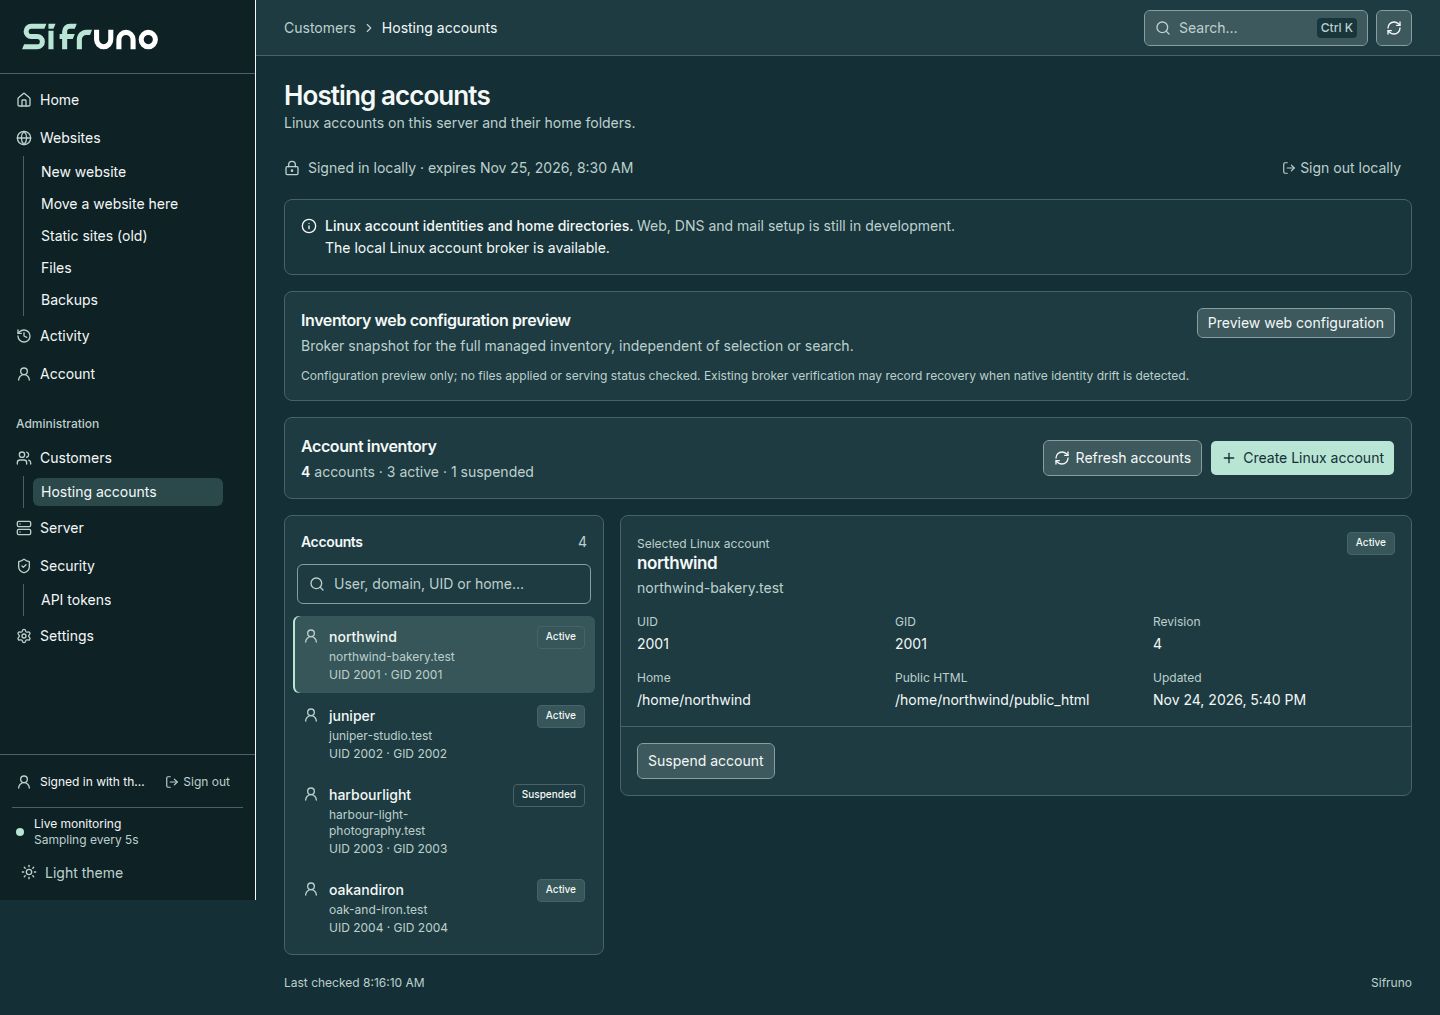 Sifruno
Home
Websites
New website
Move a website here
Static sites (old)
Files
Backups
Activity
Account
Administration
Customers
Hosting accounts
Server
Security
API tokens
Settings
Signed in with th...
Sign out
Live monitoring
Sampling every 5s
Light theme
Customers > Hosting accounts
Search... Ctrl K
Hosting accounts
Linux accounts on this server and their home folders.
Signed in locally · expires Nov 25, 2026, 8:30 AM
Sign out locally
Linux account identities and home directories. Web, DNS and mail setup is still in development.
The local Linux account broker is available.
Inventory web configuration preview
Preview web configuration
Broker snapshot for the full managed inventory, independent of selection or search.
Configuration preview only; no files applied or serving status checked. Existing broker verification may record recovery when native identity drift is detected.
Account inventory
4 accounts · 3 active · 1 suspended
Refresh accounts
Create Linux account
Accounts 4
User, domain, UID or home...
northwind Active
northwind-bakery.test
UID 2001 · GID 2001
juniper Active
juniper-studio.test
UID 2002 · GID 2002
harbourlight Suspended
harbour-light-
photography.test
UID 2003 · GID 2003
oakandiron Active
oak-and-iron.test
UID 2004 · GID 2004
Selected Linux account
Active
northwind
northwind-bakery.test
UID GID Revision
2001 2001 4
Home Public HTML Updated
/home/northwind /home/northwind/public_html Nov 24, 2026, 5:40 PM
Suspend account
Last checked 8:16:10 AM
Sifruno